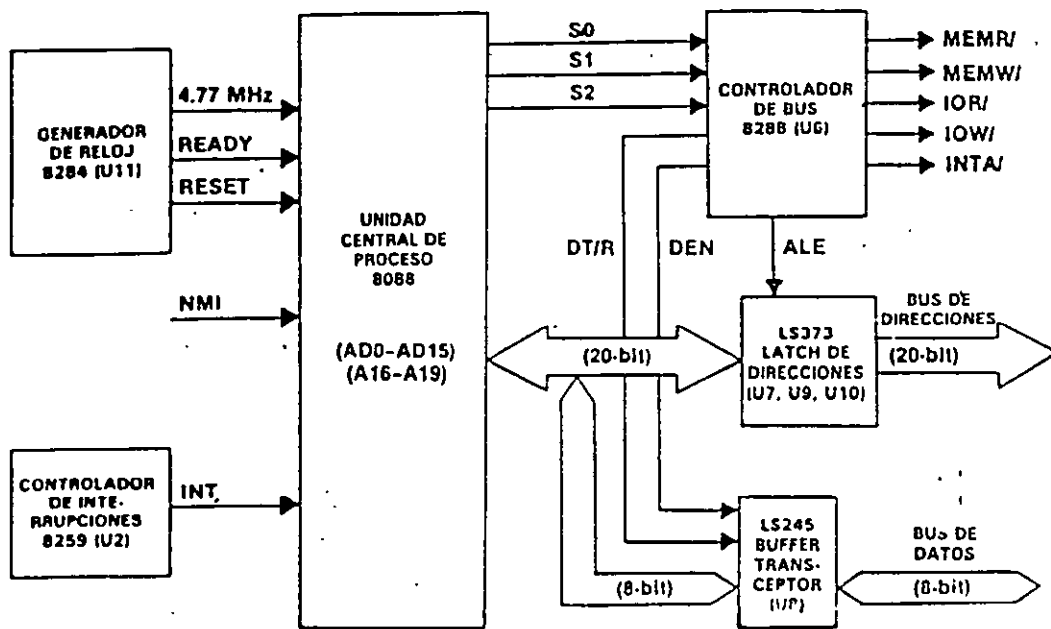 GENERADOR
DE RELOJ
8284 (U11)
4.77 MHz
READY
RESET
NMI
CONTROLADOR
DE INTE-
RRUPCIONES
8259 (U2)
INT
UNIDAD
CENTRAL DE
PROCESO
8088
(AD0-AD15)
(A16-A19)
S0
S1
S2
CONTROLADOR
DE BUS
8288 (U6)
MEMR/
MEMW/
IOR/
IOW/
INTA/
DT/R
DEN
ALE
(20-bit)
LS373
LATCH DE
DIRECCIONES
(U7, U9, U10)
BUS DE
DIRECCIONES
(20-bit)
(8-bit)
LS245
BUFFER
TRANS-
CEPTOR
BUS DE
DATOS
(8-bit)